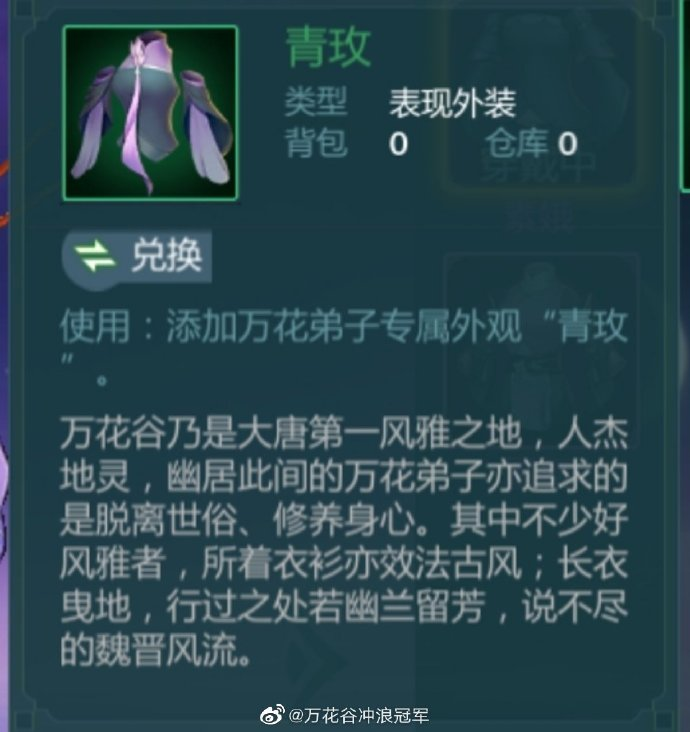 青玫
类型 表现外装
背包 0 仓库 0
穿戴中
兑换
使用：添加万花弟子专属外观“青玫
”。
万花谷乃是大唐第一风雅之地，人杰
地灵，幽居此间的万花弟子亦追求的
是脱离世俗、修养身心。其中不少好
风雅者，所着衣衫亦效法古风；长衣
曳地，行过之处若幽兰留芳，说不尽
的魏晋风流。
@万花谷冲浪冠军